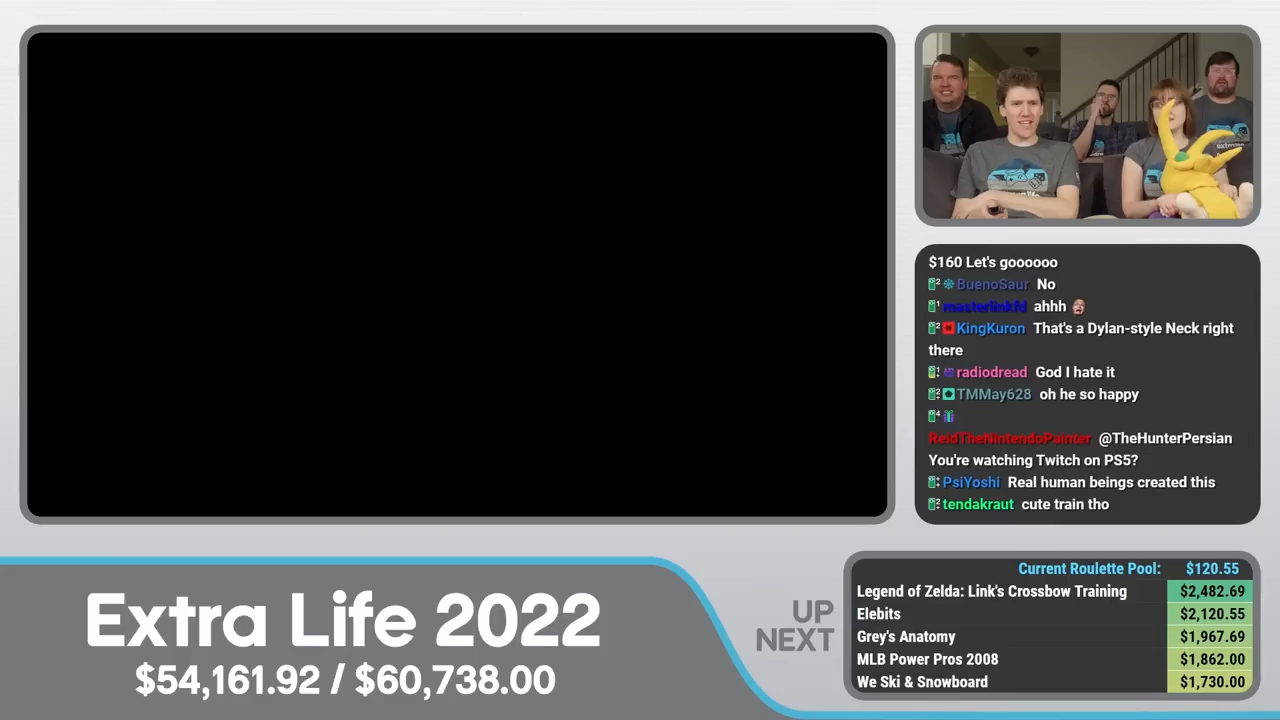 $160 Let's goooooo
BuenoSaur No
masterlinkfd ahhh
KingKuron That's a Dylan-style Neck right
there
radiodread God I hate it
TMMay628 oh he so happy
ReidTheNintendoPainter @TheHunterPersian
You're watching Twitch on PS5?
PsiYoshi Real human beings created this
tendakraut cute train tho
Current Roulette Pool: $120.55
Legend of Zelda: Link's Crossbow Training $2,482.69
Elebits $2,120.55
Grey's Anatomy $1,967.69
MLB Power Pros 2008 $1,862.00
We Ski & Snowboard $1,730.00
UP
NEXT
Extra Life 2022
$54,161.92 / $60,738.00